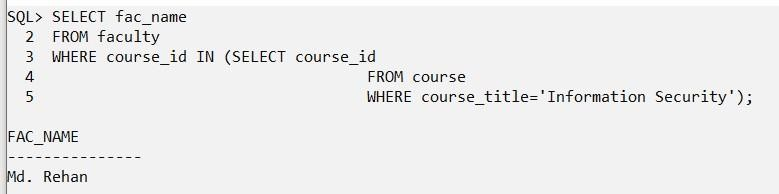 SQL> SELECT fac_name
  2  FROM faculty
  3  WHERE course_id IN (SELECT course_id
  4                                        FROM course
  5                                        WHERE course_title='Information Security');

FAC_NAME
---------------
Md. Rehan